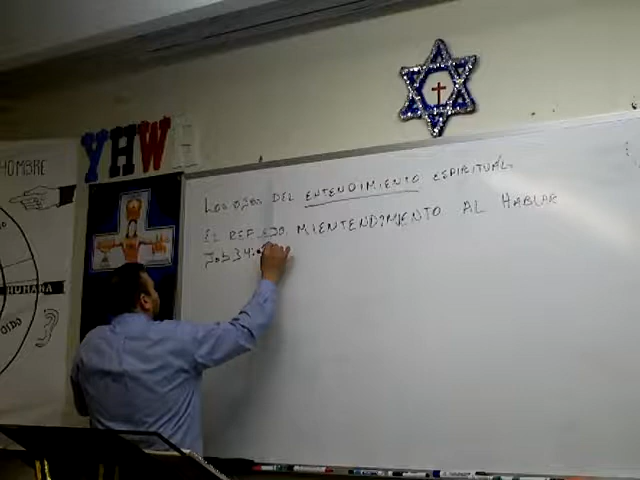 HOMBRE
YHW
LOS OJOS DEL ENTENDIMIENTO ESPIRITUAL.
EL REFLEJO, MIENTENDIMIENTO AL HABLAR
JOB 34:
HUMANA
OIDO